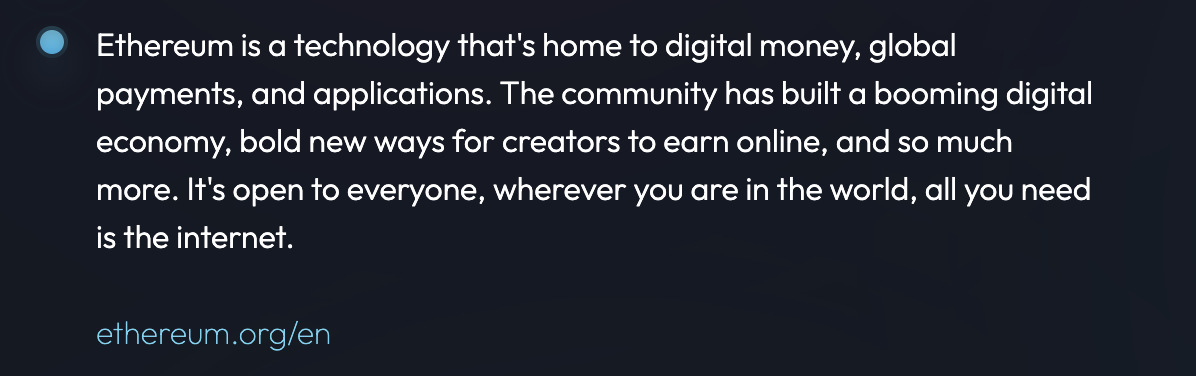 Ethereum is a technology that's home to digital money, global
payments, and applications. The community has built a booming digital
economy, bold new ways for creators to earn online, and so much
more. It's open to everyone, wherever you are in the world, all you need
is the internet.
ethereum.org/en